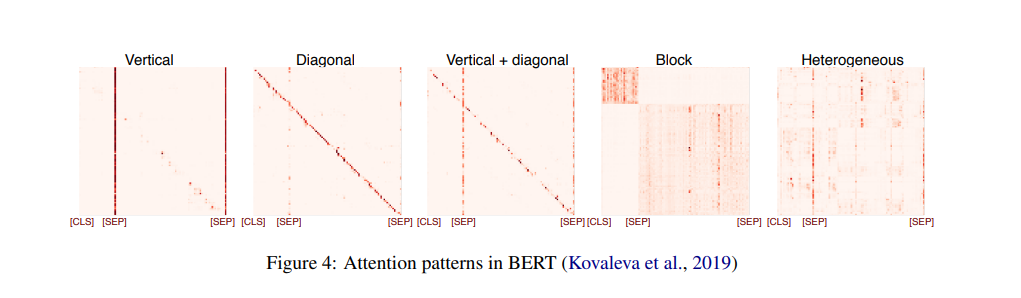 Vertical Diagonal Vertical + diagonal Block Heterogeneous
[CLS] [SEP] [SEP] [CLS] [SEP] [SEP] [CLS] [SEP] [SEP] [CLS] [SEP] [SEP] [CLS] [SEP] [SEP]
Figure 4: Attention patterns in BERT (Kovaleva et al., 2019)